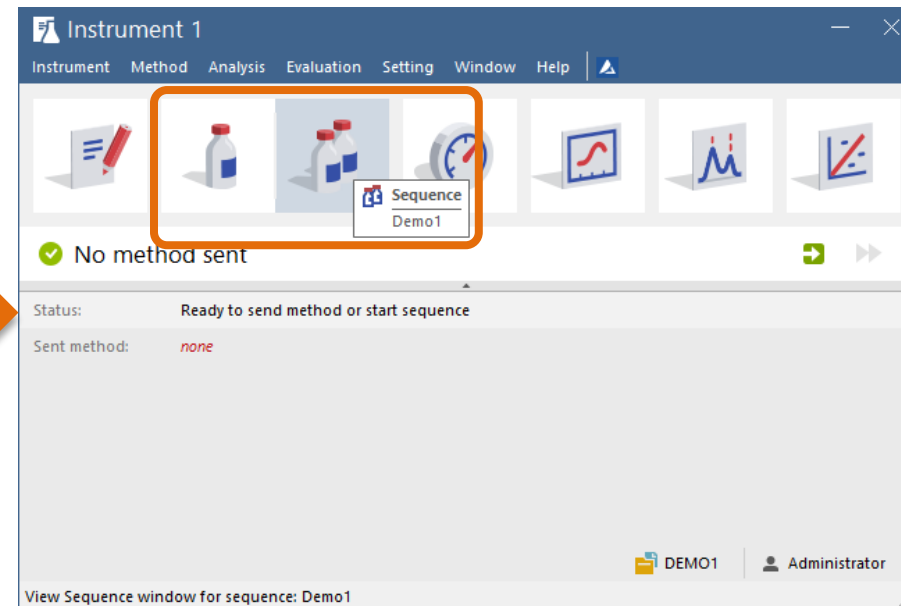 Instrument 1
Instrument Method Analysis Evaluation Setting Window Help
Sequence
Demo1
No method sent
Status: Ready to send method or start sequence
Sent method: none
DEMO1 Administrator
View Sequence window for sequence: Demo1